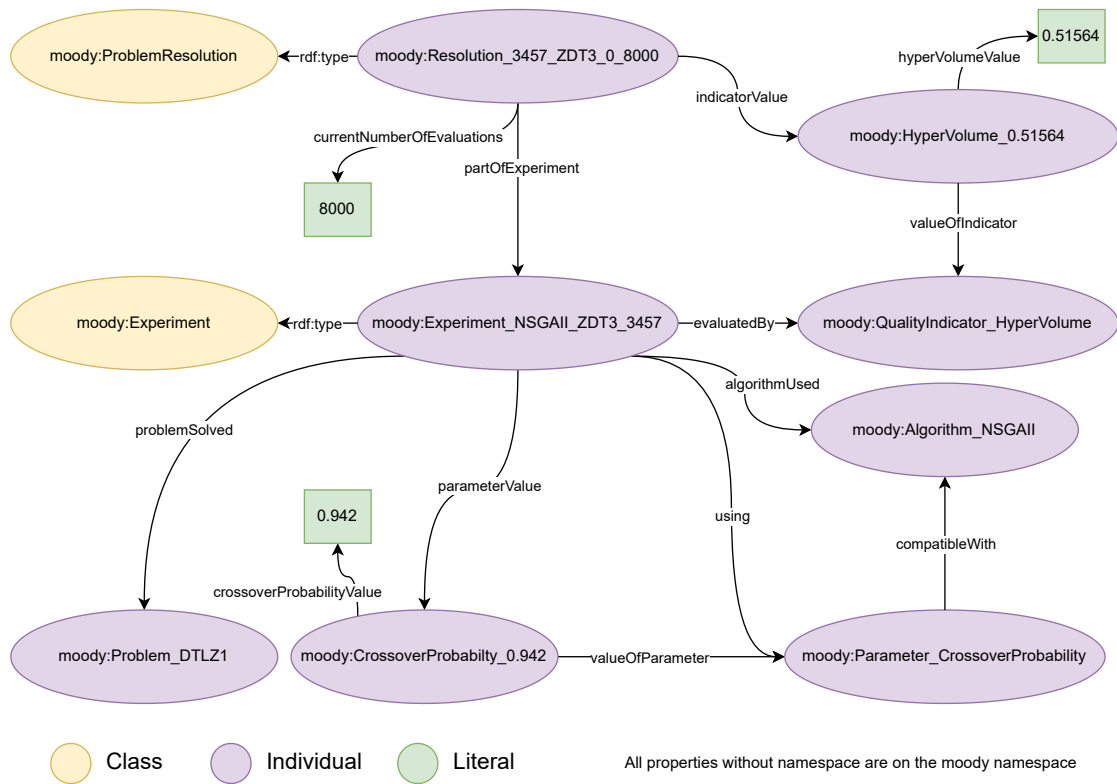 moody:ProblemResolution
rdf:type
moody:Resolution_3457_ZDT3_0_8000
indicatorValue
hyperVolumeValue
0.51564
moody:HyperVolume_0.51564
currentNumberOfEvaluations
8000
partOfExperiment
valueOfIndicator
moody:Experiment
rdf:type
moody:Experiment_NSGAII_ZDT3_3457
evaluatedBy
moody:QualityIndicator_HyperVolume
algorithmUsed
moody:Algorithm_NSGAII
problemSolved
parameterValue
0.942
using
compatibleWith
crossoverProbabilityValue
moody:Problem_DTLZ1
moody:CrossoverProbabilty_0.942
valueOfParameter
moody:Parameter_CrossoverProbability
Class
Individual
Literal
All properties without namespace are on the moody namespace